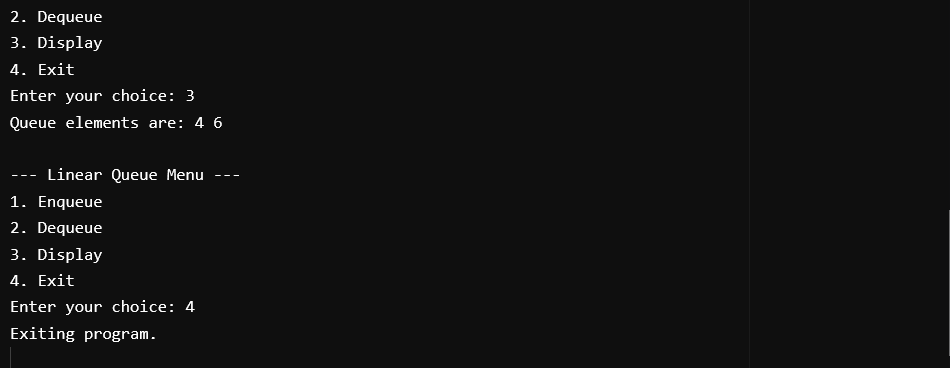 2. Dequeue
3. Display
4. Exit
Enter your choice: 3
Queue elements are: 4 6
--- Linear Queue Menu ---
1. Enqueue
2. Dequeue
3. Display
4. Exit
Enter your choice: 4
Exiting program.